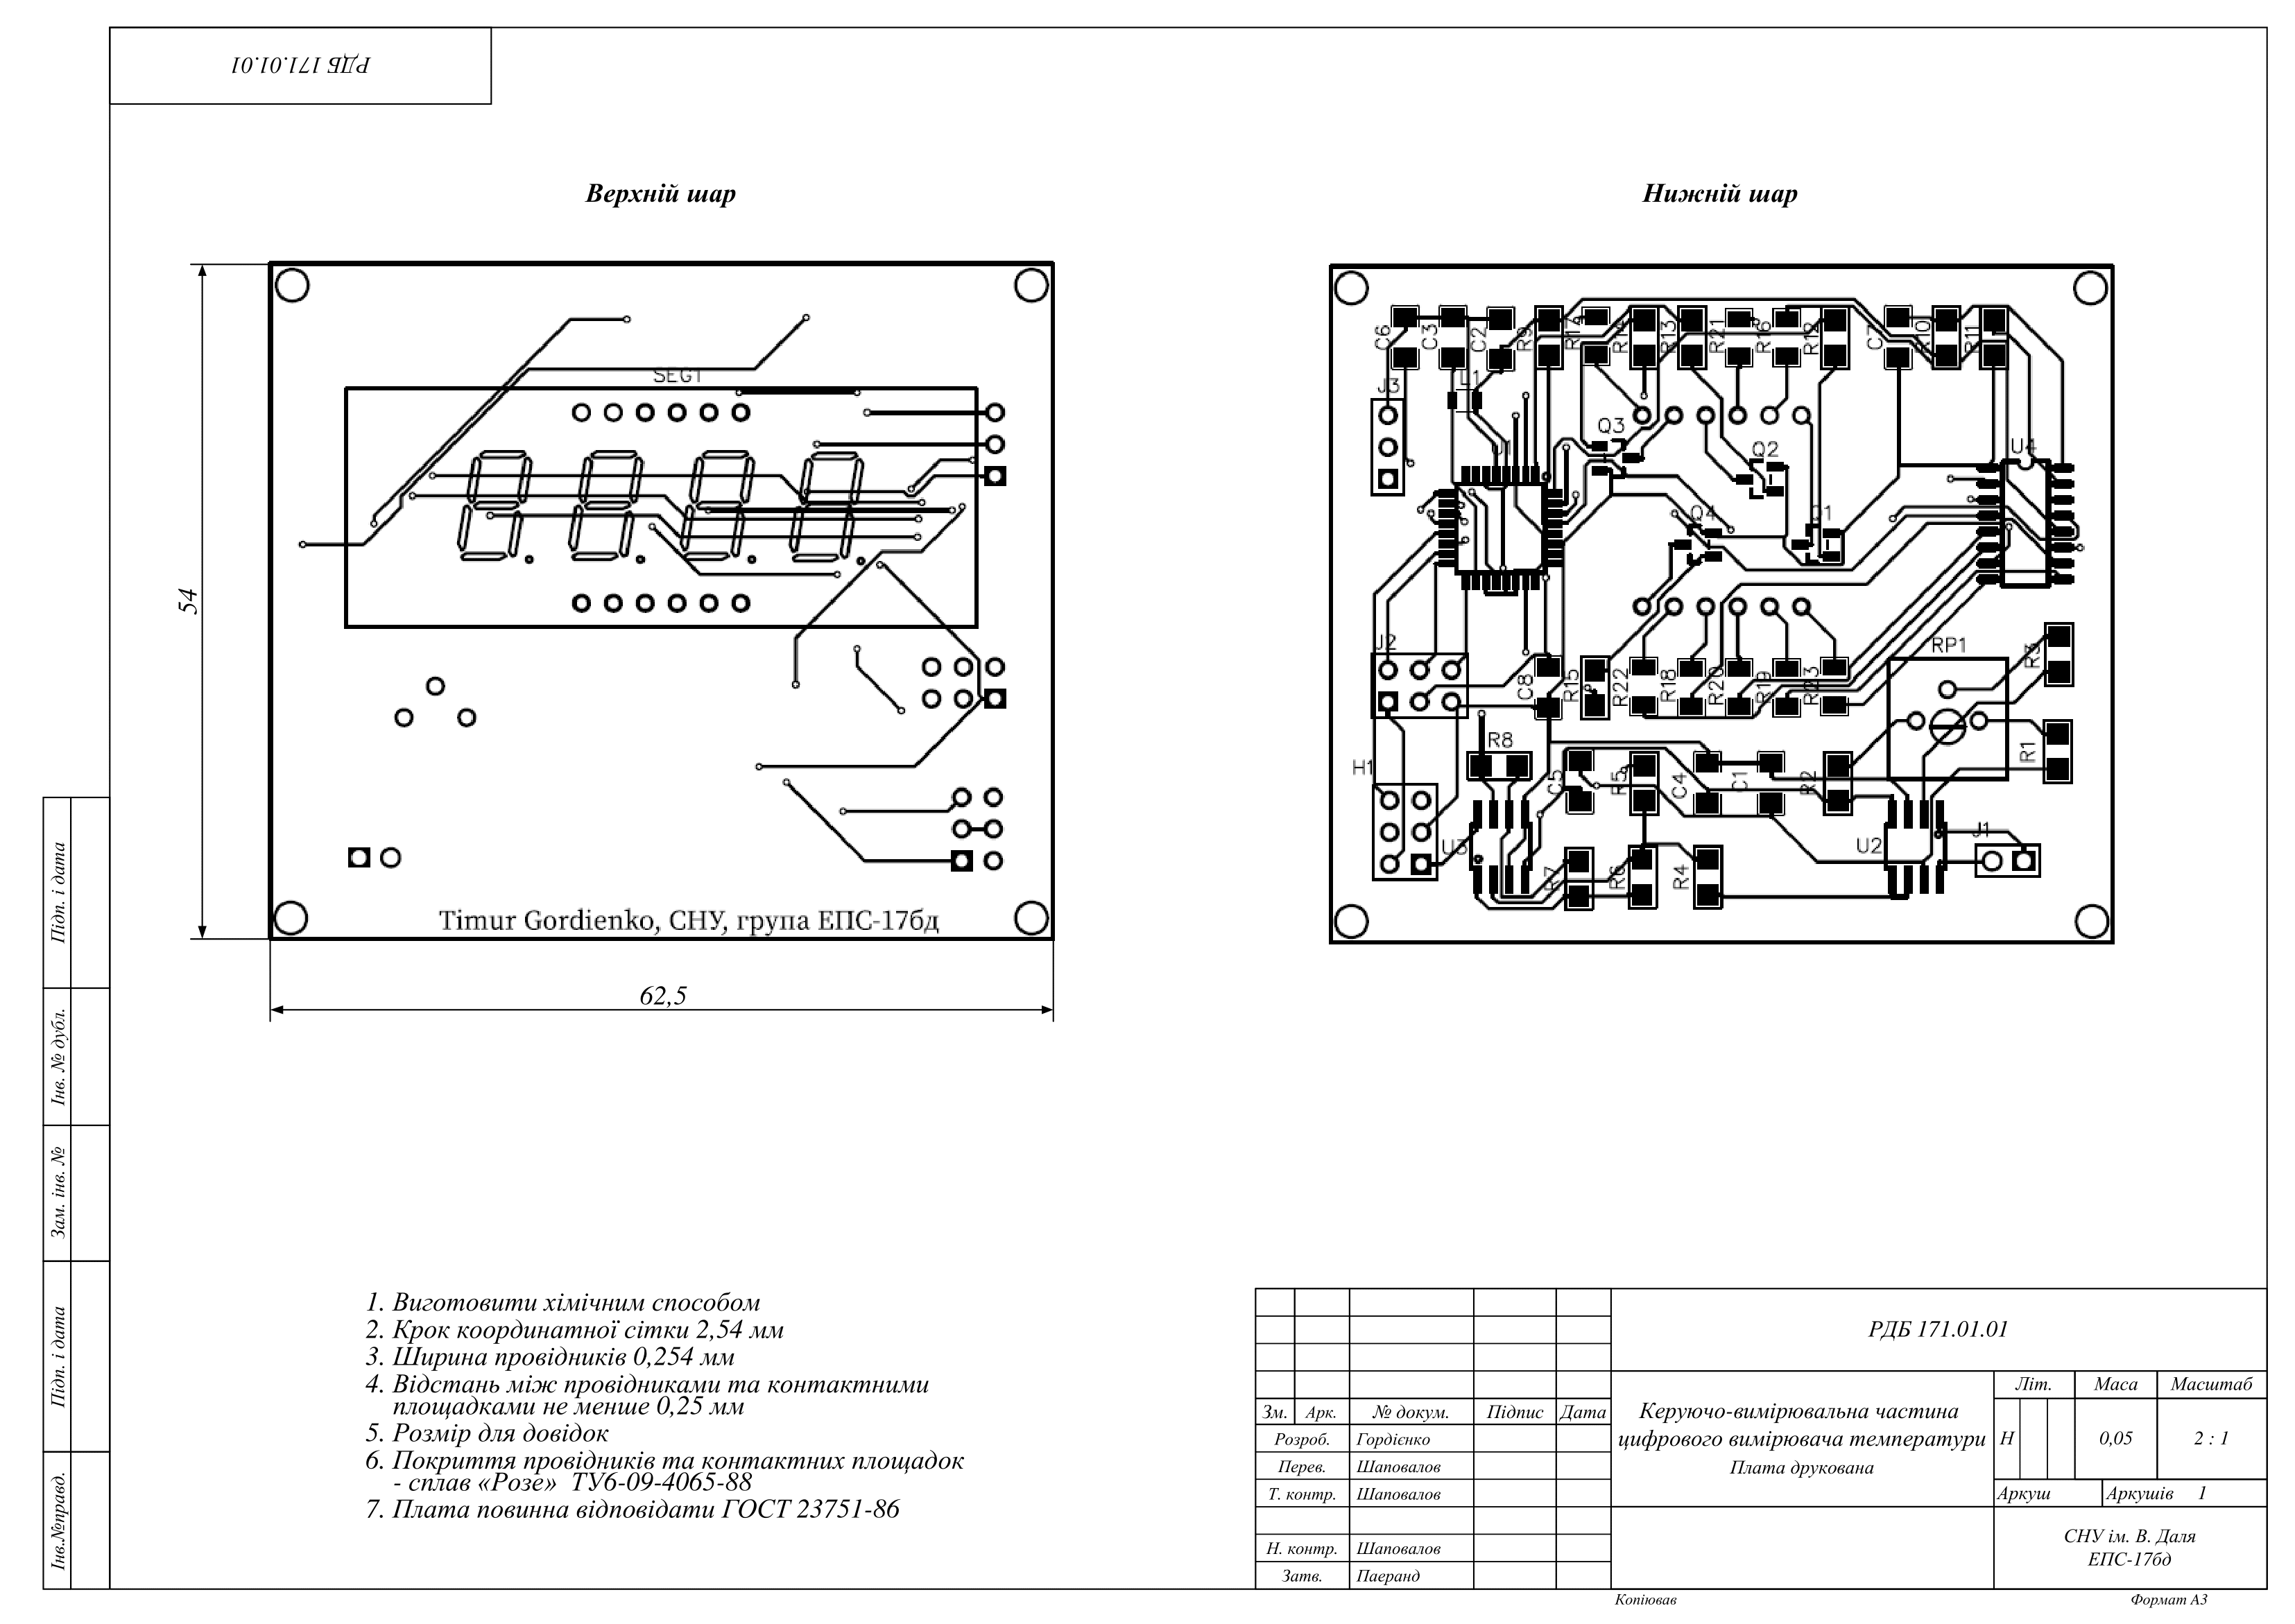 РДБ 171.01.01
Верхній шар
Нижній шар
SEG1
54
62,5
Timur Gordienko, СНУ, група ЕПС-17бд
C6
C3
C2
R9
R17
R14
R13
R21
R16
R12
C7
R10
R11
J3
L1
Q3
U1
Q2
U4
Q4
Q1
J2
C8
R15
R22
R18
R20
R19
R23
RP1
R3
R8
H1
C5
R5
C4
C1
R2
R1
U3
R7
R6
R4
U2
J1
1. Виготовити хімічним способом
2. Крок координатної сітки 2,54 мм
3. Ширина провідників 0,254 мм
4. Відстань між провідниками та контактними
площадками не менше 0,25 мм
5. Розмір для довідок
6. Покриття провідників та контактних площадок
- сплав «Розе» ТУ6-09-4065-88
7. Плата повинна відповідати ГОСТ 23751-86
Підп. і дата
Інв. № дубл.
Зам. інв. №
Підп. і дата
Інв.№правд.
РДБ 171.01.01
Зм. Арк. № докум. Підпис Дата
Розроб. Гордієнко
Перев. Шаповалов
Т. контр. Шаповалов
Н. контр. Шаповалов
Затв. Паеранд
Керуючо-вимірювальна частина
цифрового вимірювача температури
Плата друкована
Літ. Маса Масштаб
Н 0,05 2 : 1
Аркуш Аркушів 1
СНУ ім. В. Даля
ЕПС-17бд
Копіював Формат А3